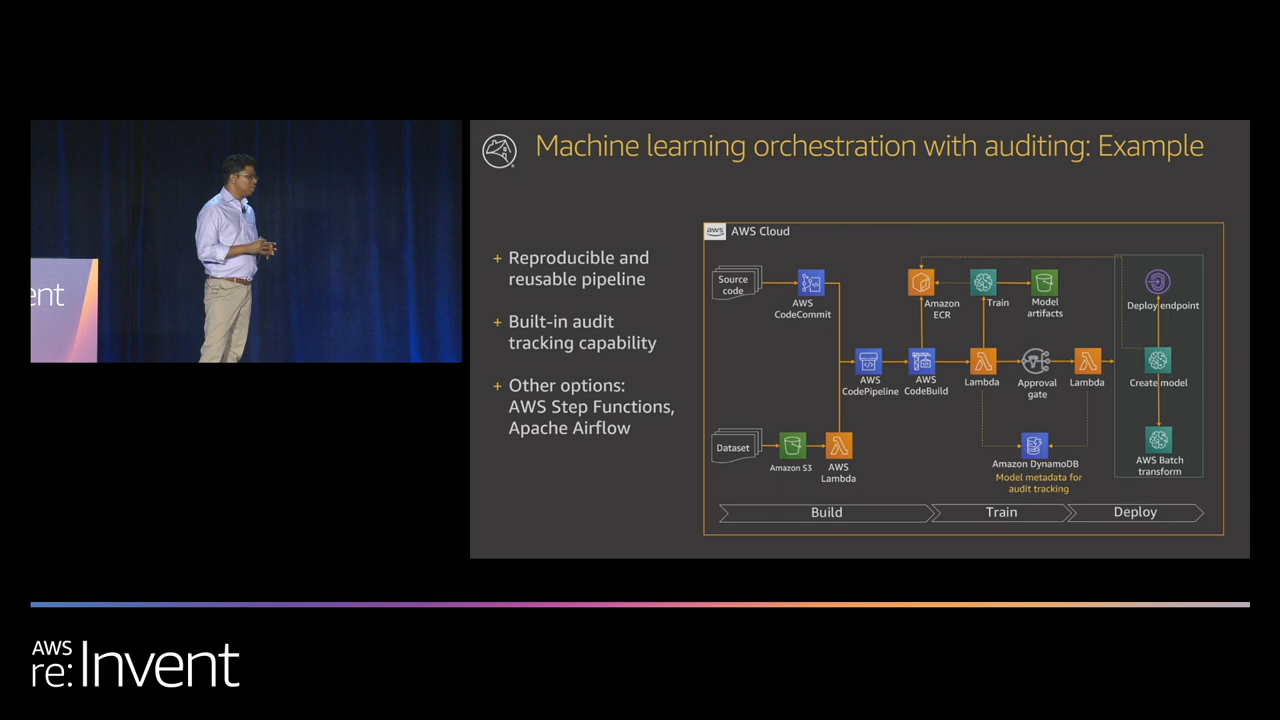 ent
Machine learning orchestration with auditing: Example
+ Reproducible and
reusable pipeline
+ Built-in audit
tracking capability
+ Other options:
AWS Step Functions,
Apache Airflow
aws AWS Cloud
Source
code
AWS
CodeCommit
Amazon
ECR
Train
Model
artifacts
Deploy endpoint
AWS
CodePipeline
AWS
CodeBuild
Lambda
Approval
gate
Lambda
Create model
Dataset
Amazon S3
AWS
Lambda
Amazon DynamoDB
Model metadata for
audit tracking
AWS Batch
transform
Build
Train
Deploy
AWS
re:Invent